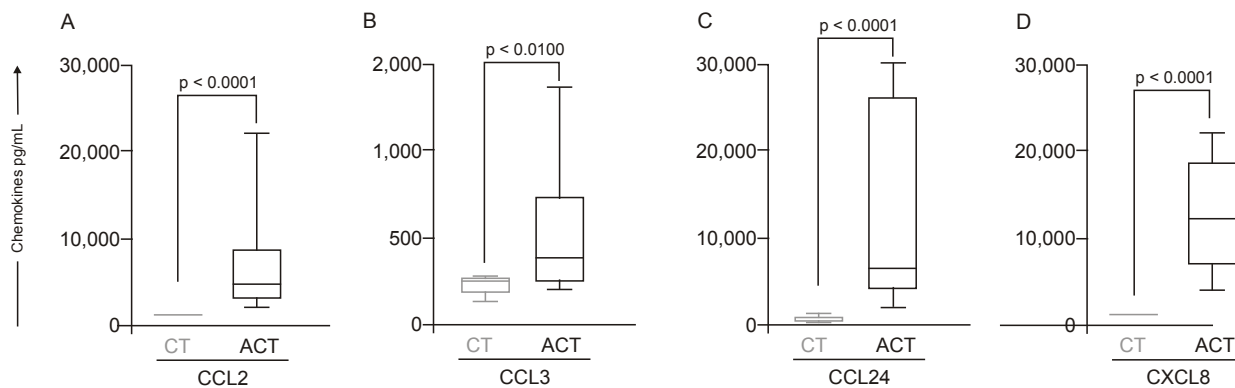 A
B
C
D
Chemokines pg/mL
30,000
20,000
10,000
0
p < 0.0001
CT
ACT
CCL2
2,000
1,000
500
0
p < 0.0100
CT
ACT
CCL3
30,000
20,000
10,000
0
p < 0.0001
CT
ACT
CCL24
30,000
20,000
10,000
0
p < 0.0001
CT
ACT
CXCL8